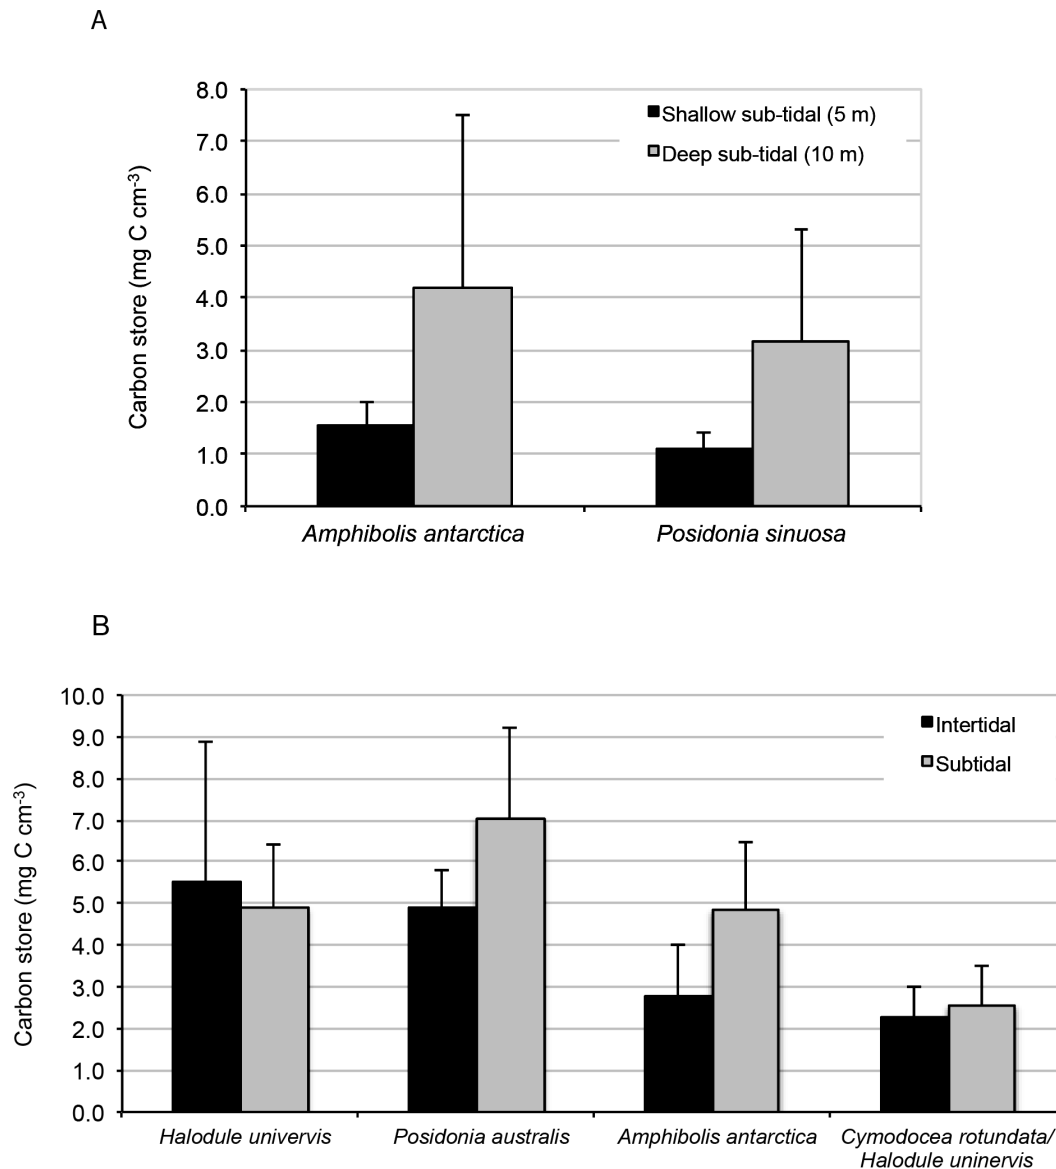 A
8.0
7.0
6.0
5.0
4.0
3.0
2.0
1.0
0.0
Carbon store (mg C cm-3)
Shallow sub-tidal (5 m)
Deep sub-tidal (10 m)
Amphibolis antarctica
Posidonia sinuosa
B
10.0
9.0
8.0
7.0
6.0
5.0
4.0
3.0
2.0
1.0
0.0
Carbon store (mg C cm-3)
Intertidal
Subtidal
Halodule univervis
Posidonia australis
Amphibolis antarctica
Cymodocea rotundata/
Halodule uninervis